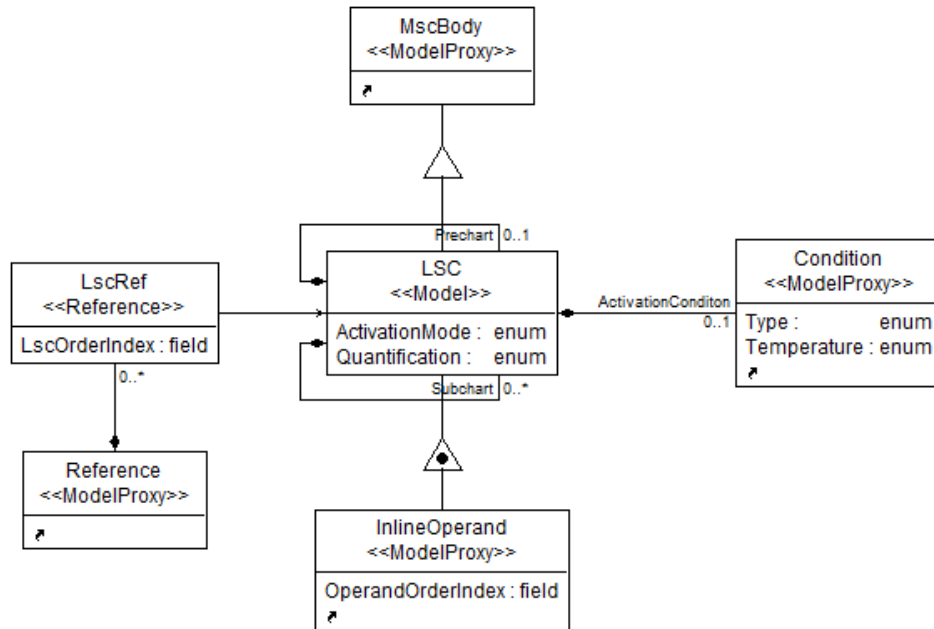 MscBody
<<ModelProxy>>
Prechart 0..1
LSC
<<Model>>
ActivationMode : enum
Quantification : enum
Subchart 0..*
LscRef
<<Reference>>
LscOrderIndex : field
0..*
Reference
<<ModelProxy>>
ActivationConditon
0..1
Condition
<<ModelProxy>>
Type : enum
Temperature : enum
InlineOperand
<<ModelProxy>>
OperandOrderIndex : field